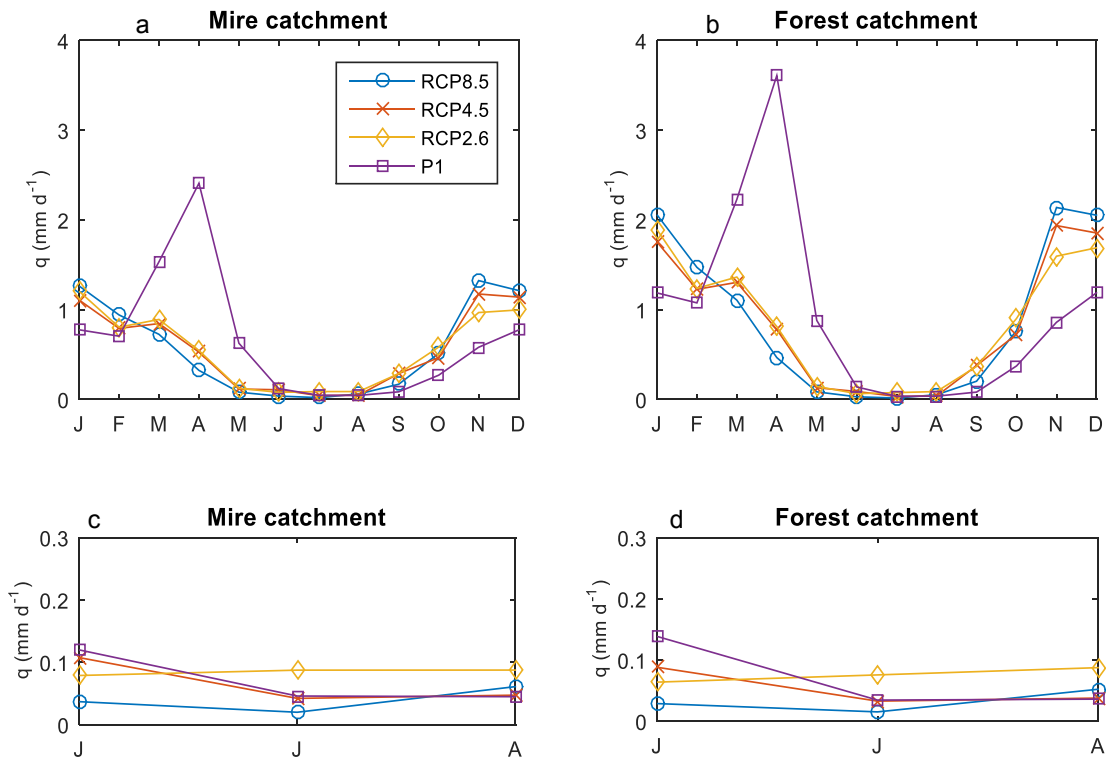 a
Mire catchment
4
3
2
1
0
q (mm d⁻¹)
J F M A M J J A S O N D
RCP8.5
RCP4.5
RCP2.6
P1
b
Forest catchment
4
3
2
1
0
q (mm d⁻¹)
J F M A M J J A S O N D
c
Mire catchment
0.3
0.2
0.1
0
q (mm d⁻¹)
J J A
d
Forest catchment
0.3
0.2
0.1
0
q (mm d⁻¹)
J J A